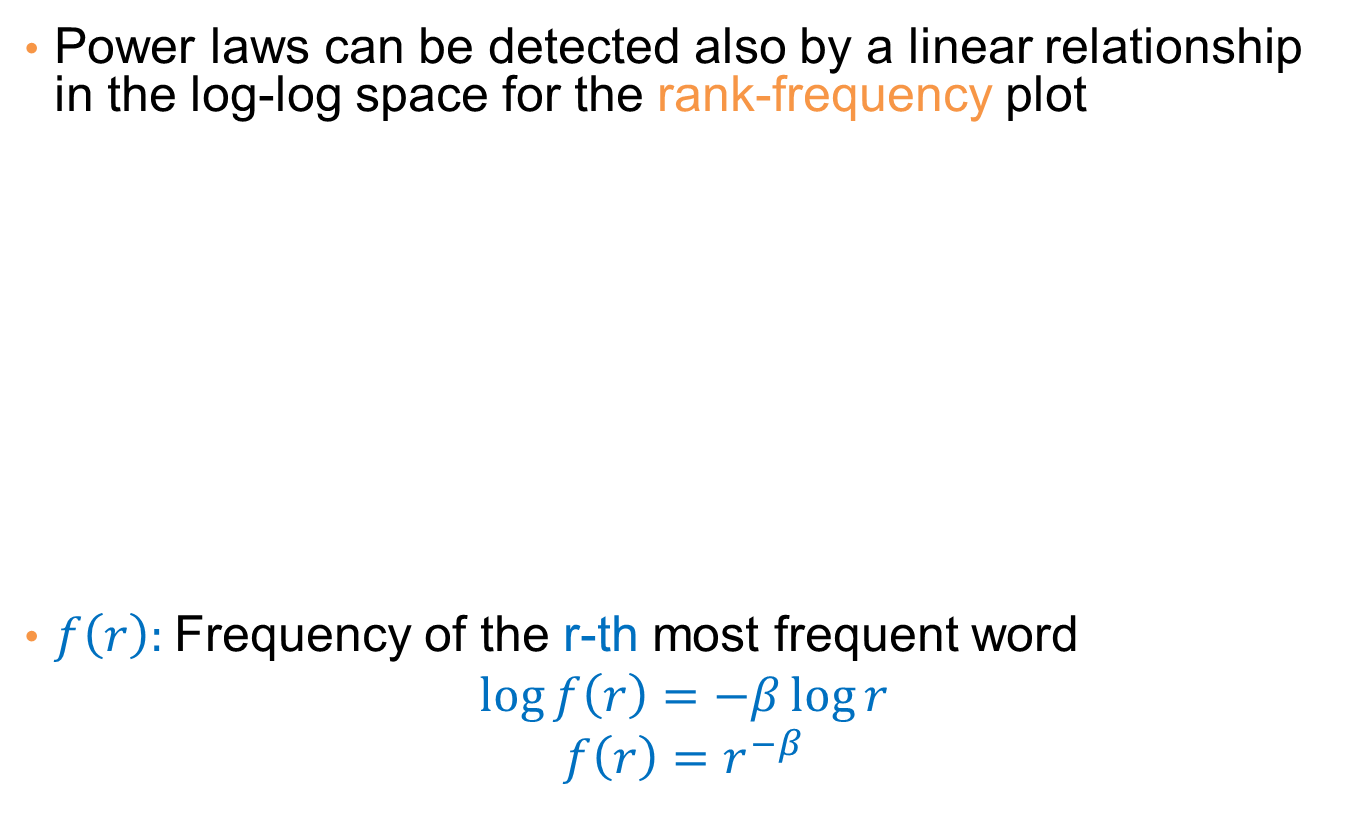 • Power laws can be detected also by a linear relationship
in the log-log space for the rank-frequency plot
• f(r): Frequency of the r-th most frequent word
log f(r) = −β log r
f(r) = r^{−β}